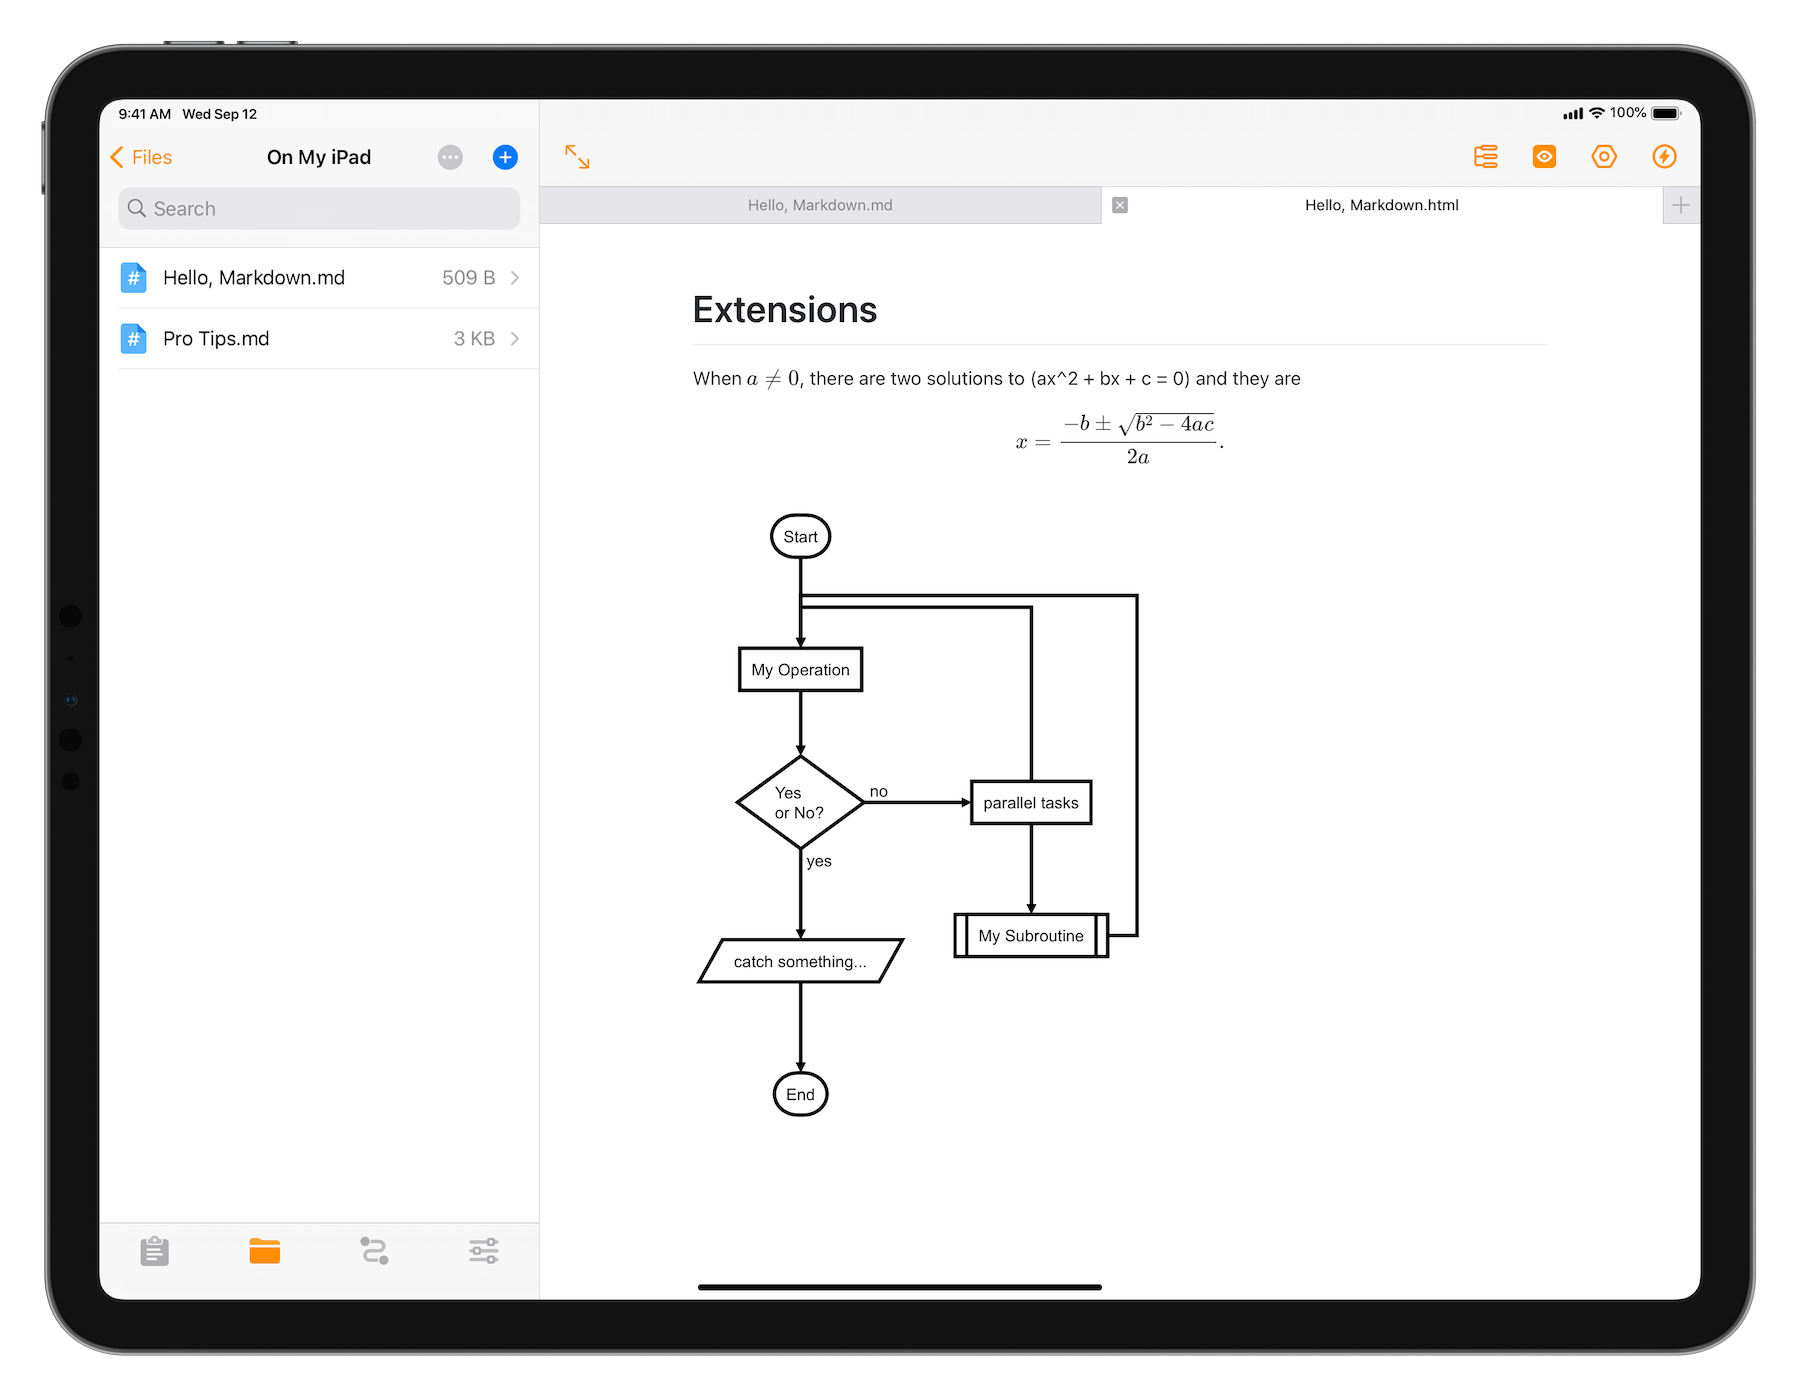 9:41 AM Wed Sep 12
100%
Files
On My iPad
Search
Hello, Markdown.md 509 B
Pro Tips.md 3 KB
Hello, Markdown.md
Hello, Markdown.html
Extensions
When a ≠ 0, there are two solutions to (ax^2 + bx + c = 0) and they are
x = \frac{-b ± \sqrt{b² − 4ac}}{2a}.
Start
My Operation
Yes
or No?
no
parallel tasks
yes
My Subroutine
catch something...
End